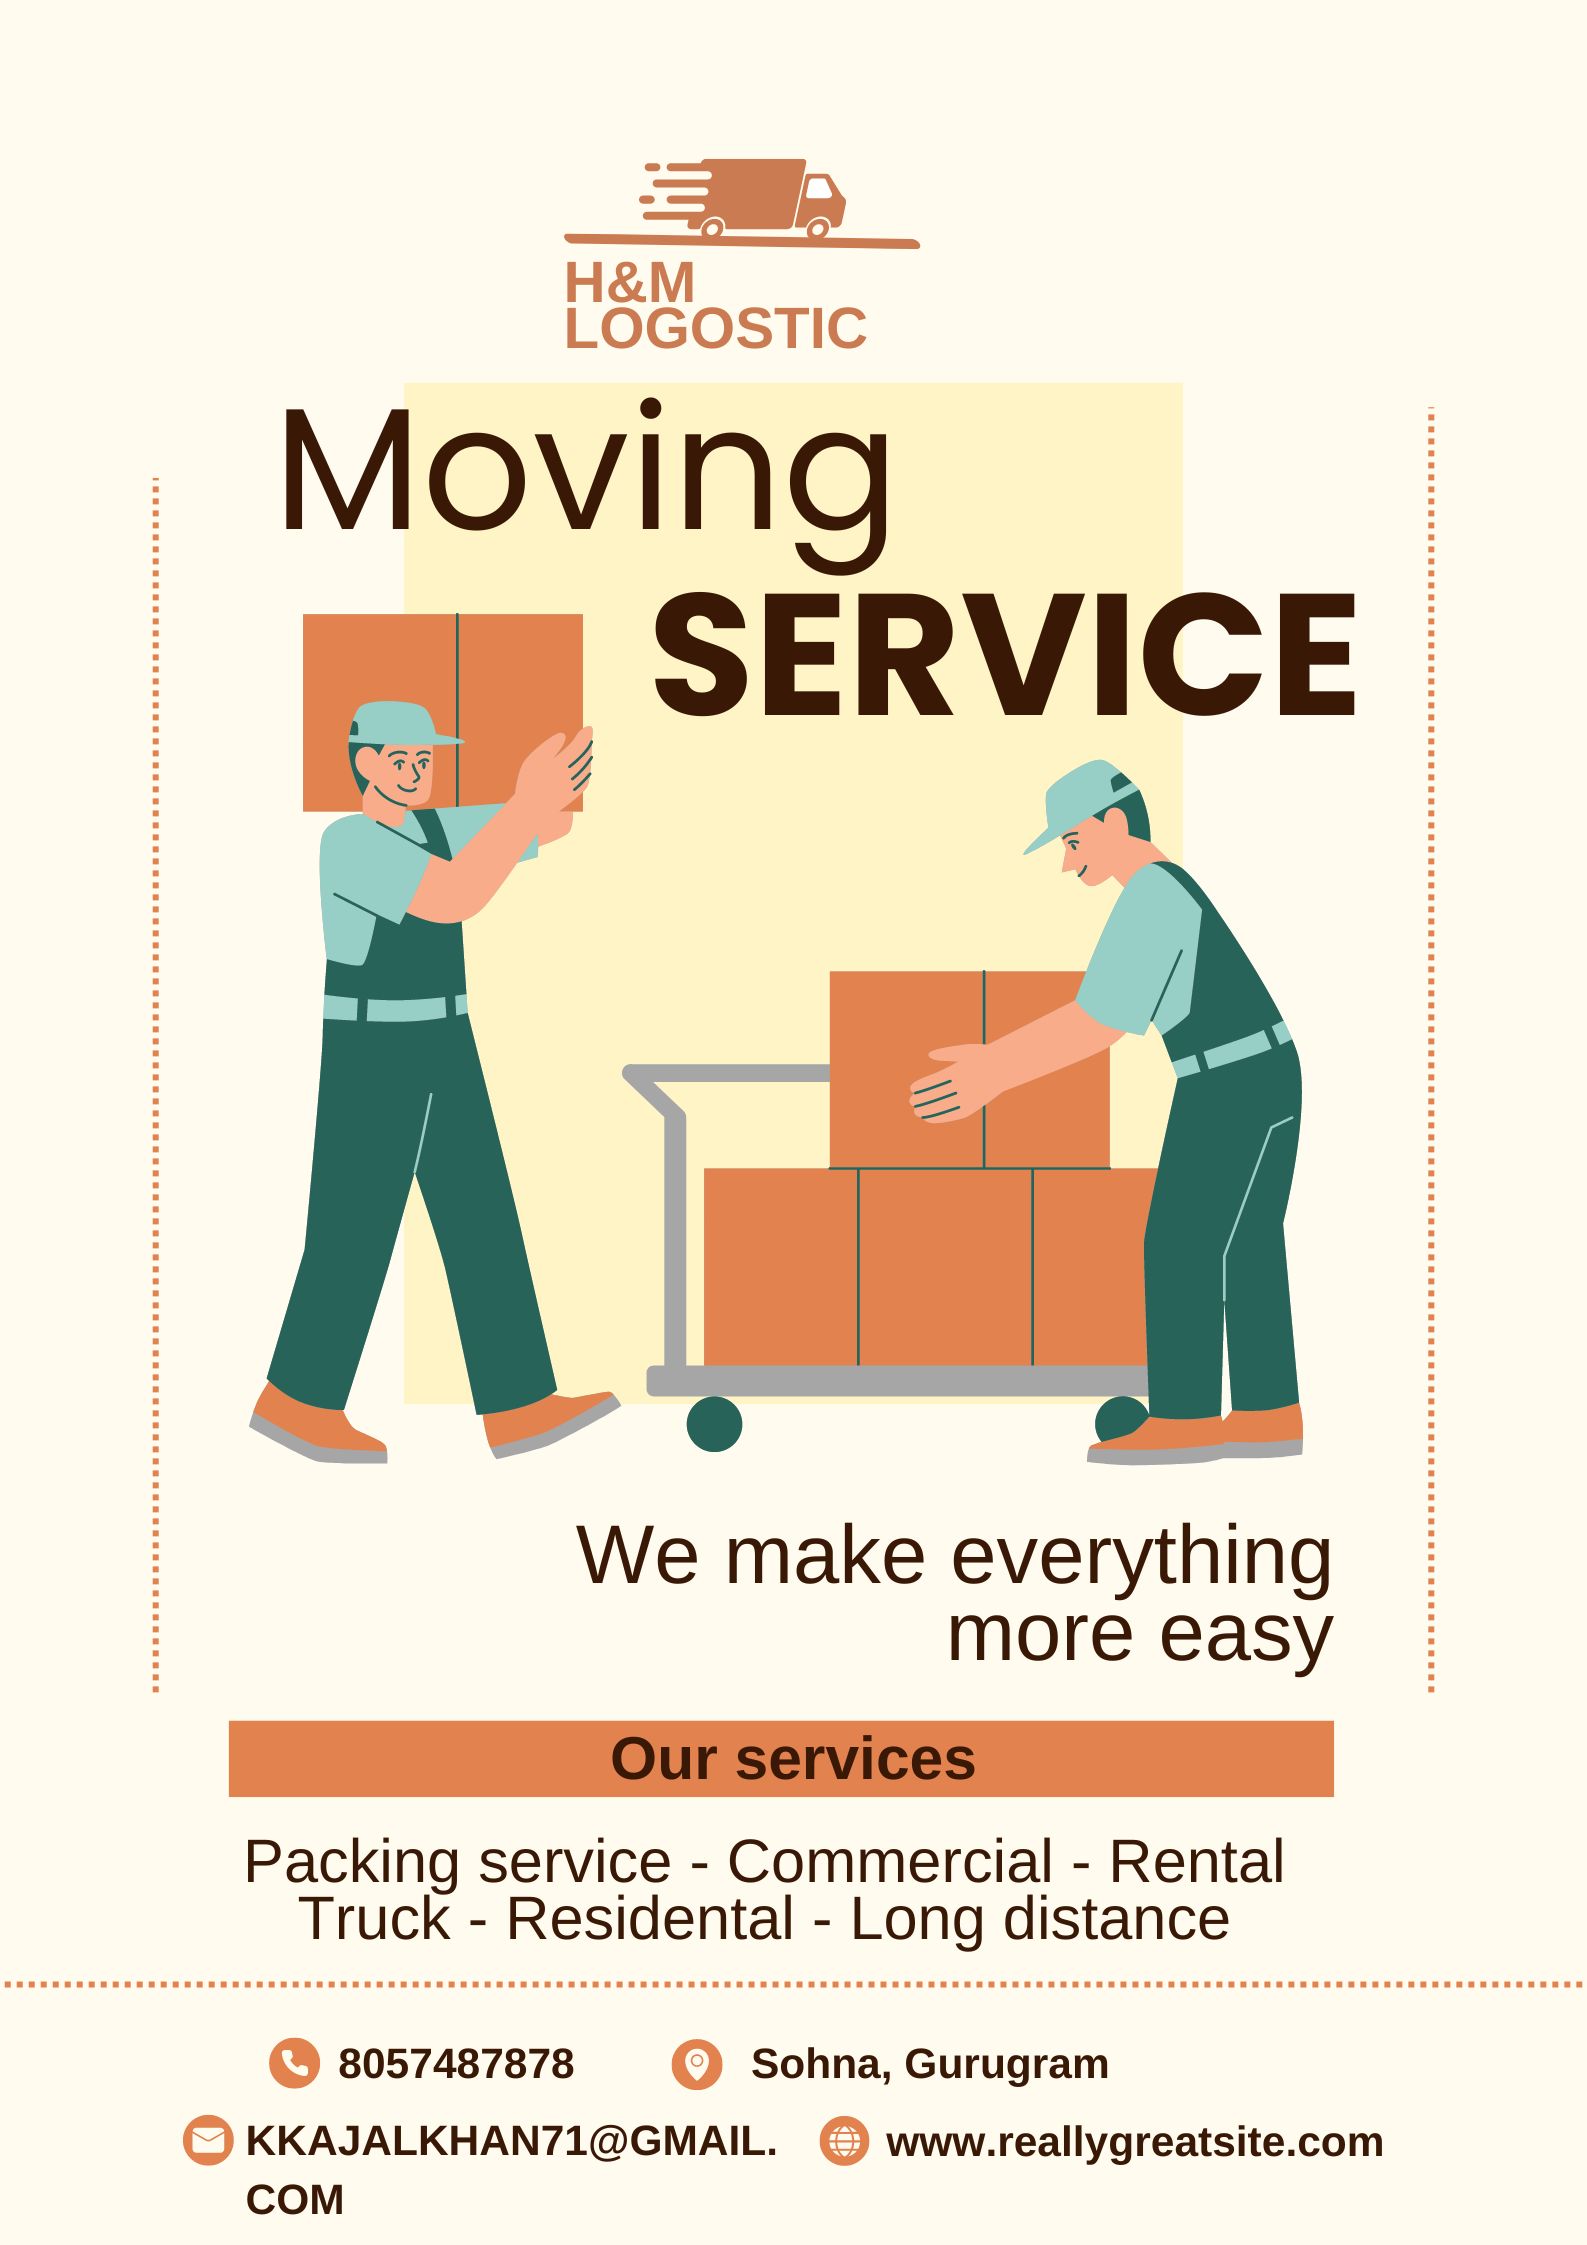 H&M
LOGOSTIC
Moving
SERVICE
We make everything
more easy
Our services
Packing service - Commercial - Rental
Truck - Residental - Long distance
8057487878
Sohna, Gurugram
KKAJALKHAN71@GMAIL.
COM
www.reallygreatsite.com